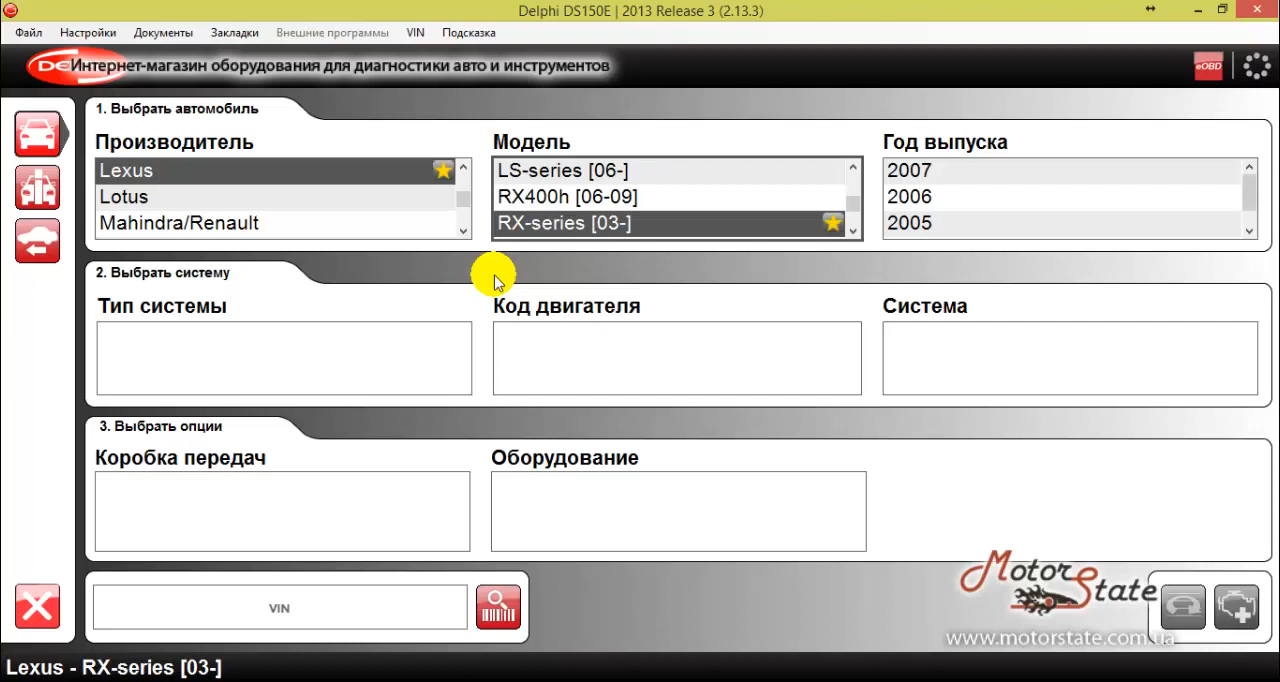 Delphi DS150E | 2013 Release 3 (2.13.3)
Файл Настройки Документы Закладки Внешние программы VIN Подсказка
DE Интернет-магазин оборудования для диагностики авто и инструментов
eOBD
1. Выбрать автомобиль
Производитель Модель Год выпуска
Lexus LS-series [06-] 2007
Lotus RX400h [06-09] 2006
Mahindra/Renault RX-series [03-] 2005
2. Выбрать систему
Тип системы Код двигателя Система
3. Выбрать опции
Коробка передач Оборудование
VIN
MotorState
www.motorstate.com.ua
Lexus - RX-series [03-]